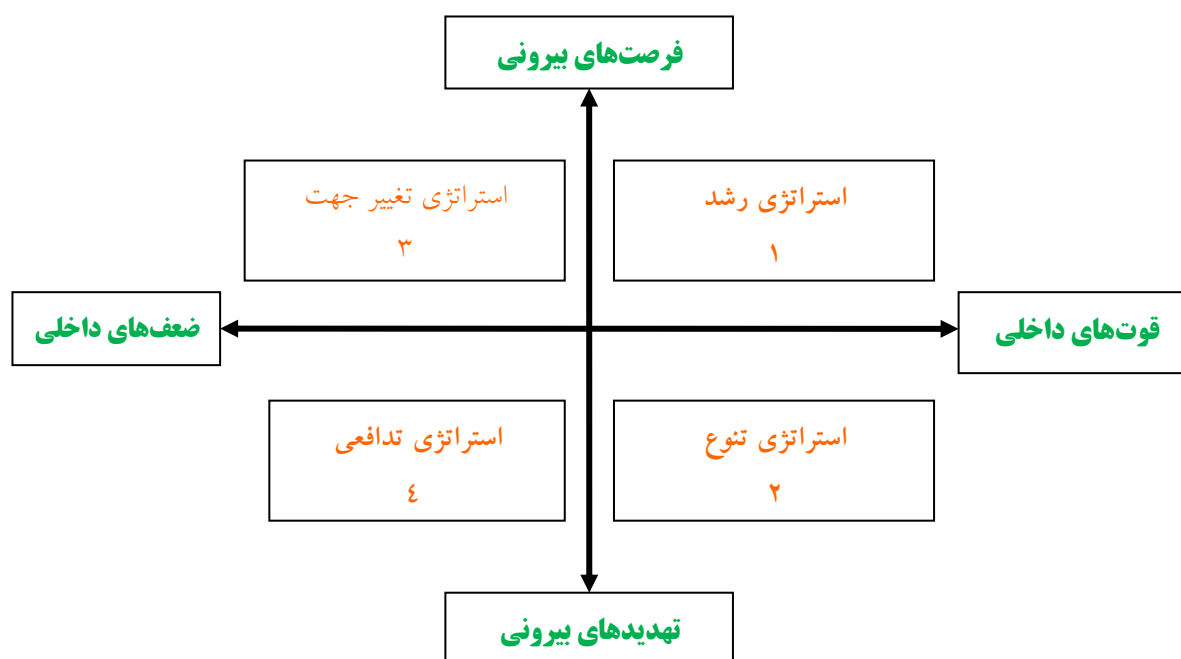 فرصت‌های بیرونی
استراتژی رشد
۱
استراتژی تغییر جهت
۳
قوت‌های داخلی
ضعف‌های داخلی
استراتژی تنوع
۲
استراتژی تدافعی
٤
تهدیدهای بیرونی